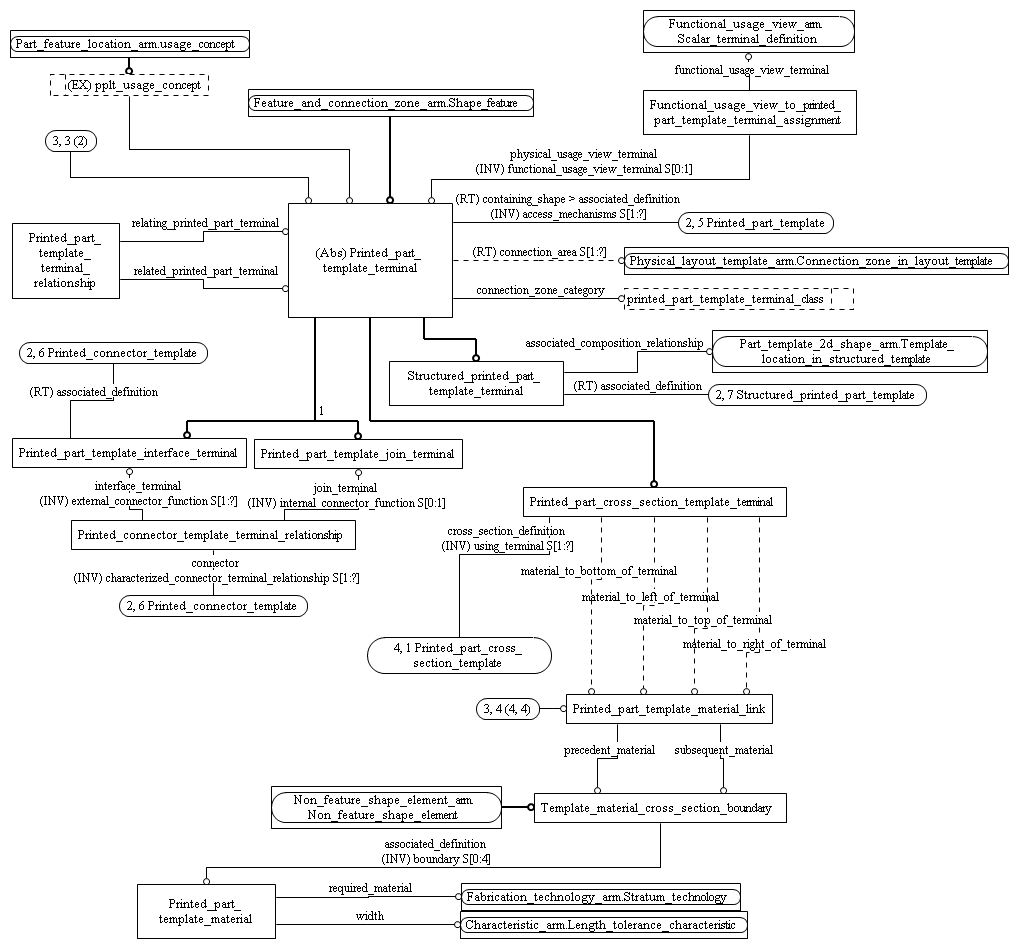 Part_feature_location_arm.usage_concept
(EX) pplt_usage_concept
Functional_usage_view_arm.
Scalar_terminal_definition
functional_usage_view_terminal
Feature_and_connection_zone_arm.Shape_feature
Functional_usage_view_to_printed_
part_template_terminal_assignment
3, 3 (2)
physical_usage_view_terminal
(INV) functional_usage_view_terminal S[0:1]
(RT) containing_shape > associated_definition
(INV) access_mechanisms S[1:?]
2, 5 Printed_part_template
relating_printed_part_terminal
Printed_part_
template_
terminal_
relationship
related_printed_part_terminal
(Abs) Printed_part_
template_terminal
(RT) connection_area S[1:?]
Physical_layout_template_arm.Connection_zone_in_layout_template
connection_zone_category
printed_part_template_terminal_class
2, 6 Printed_connector_template
(RT) associated_definition
associated_composition_relationship
Part_template_2d_shape_arm.Template_
location_in_structured_template
Structured_printed_part_
template_terminal
(RT) associated_definition
2, 7 Structured_printed_part_template
1
Printed_part_template_interface_terminal
Printed_part_template_join_terminal
interface_terminal
(INV) external_connector_function S[1:?]
join_terminal
(INV) internal_connector_function S[0:1]
Printed_connector_template_terminal_relationship
connector
(INV) characterized_connector_terminal_relationship S[1:?]
2, 6 Printed_connector_template
Printed_part_cross_section_template_terminal
cross_section_definition
(INV) using_terminal S[1:?]
material_to_bottom_of_terminal
material_to_left_of_terminal
material_to_top_of_terminal
material_to_right_of_terminal
4, 1 Printed_part_cross_
section_template
3, 4 (4, 4)
Printed_part_template_material_link
precedent_material
subsequent_material
Non_feature_shape_element_arm.
Non_feature_shape_element
Template_material_cross_section_boundary
associated_definition
(INV) boundary S[0:4]
Printed_part_
template_material
required_material
Fabrication_technology_arm.Stratum_technology
width
Characteristic_arm.Length_tolerance_characteristic